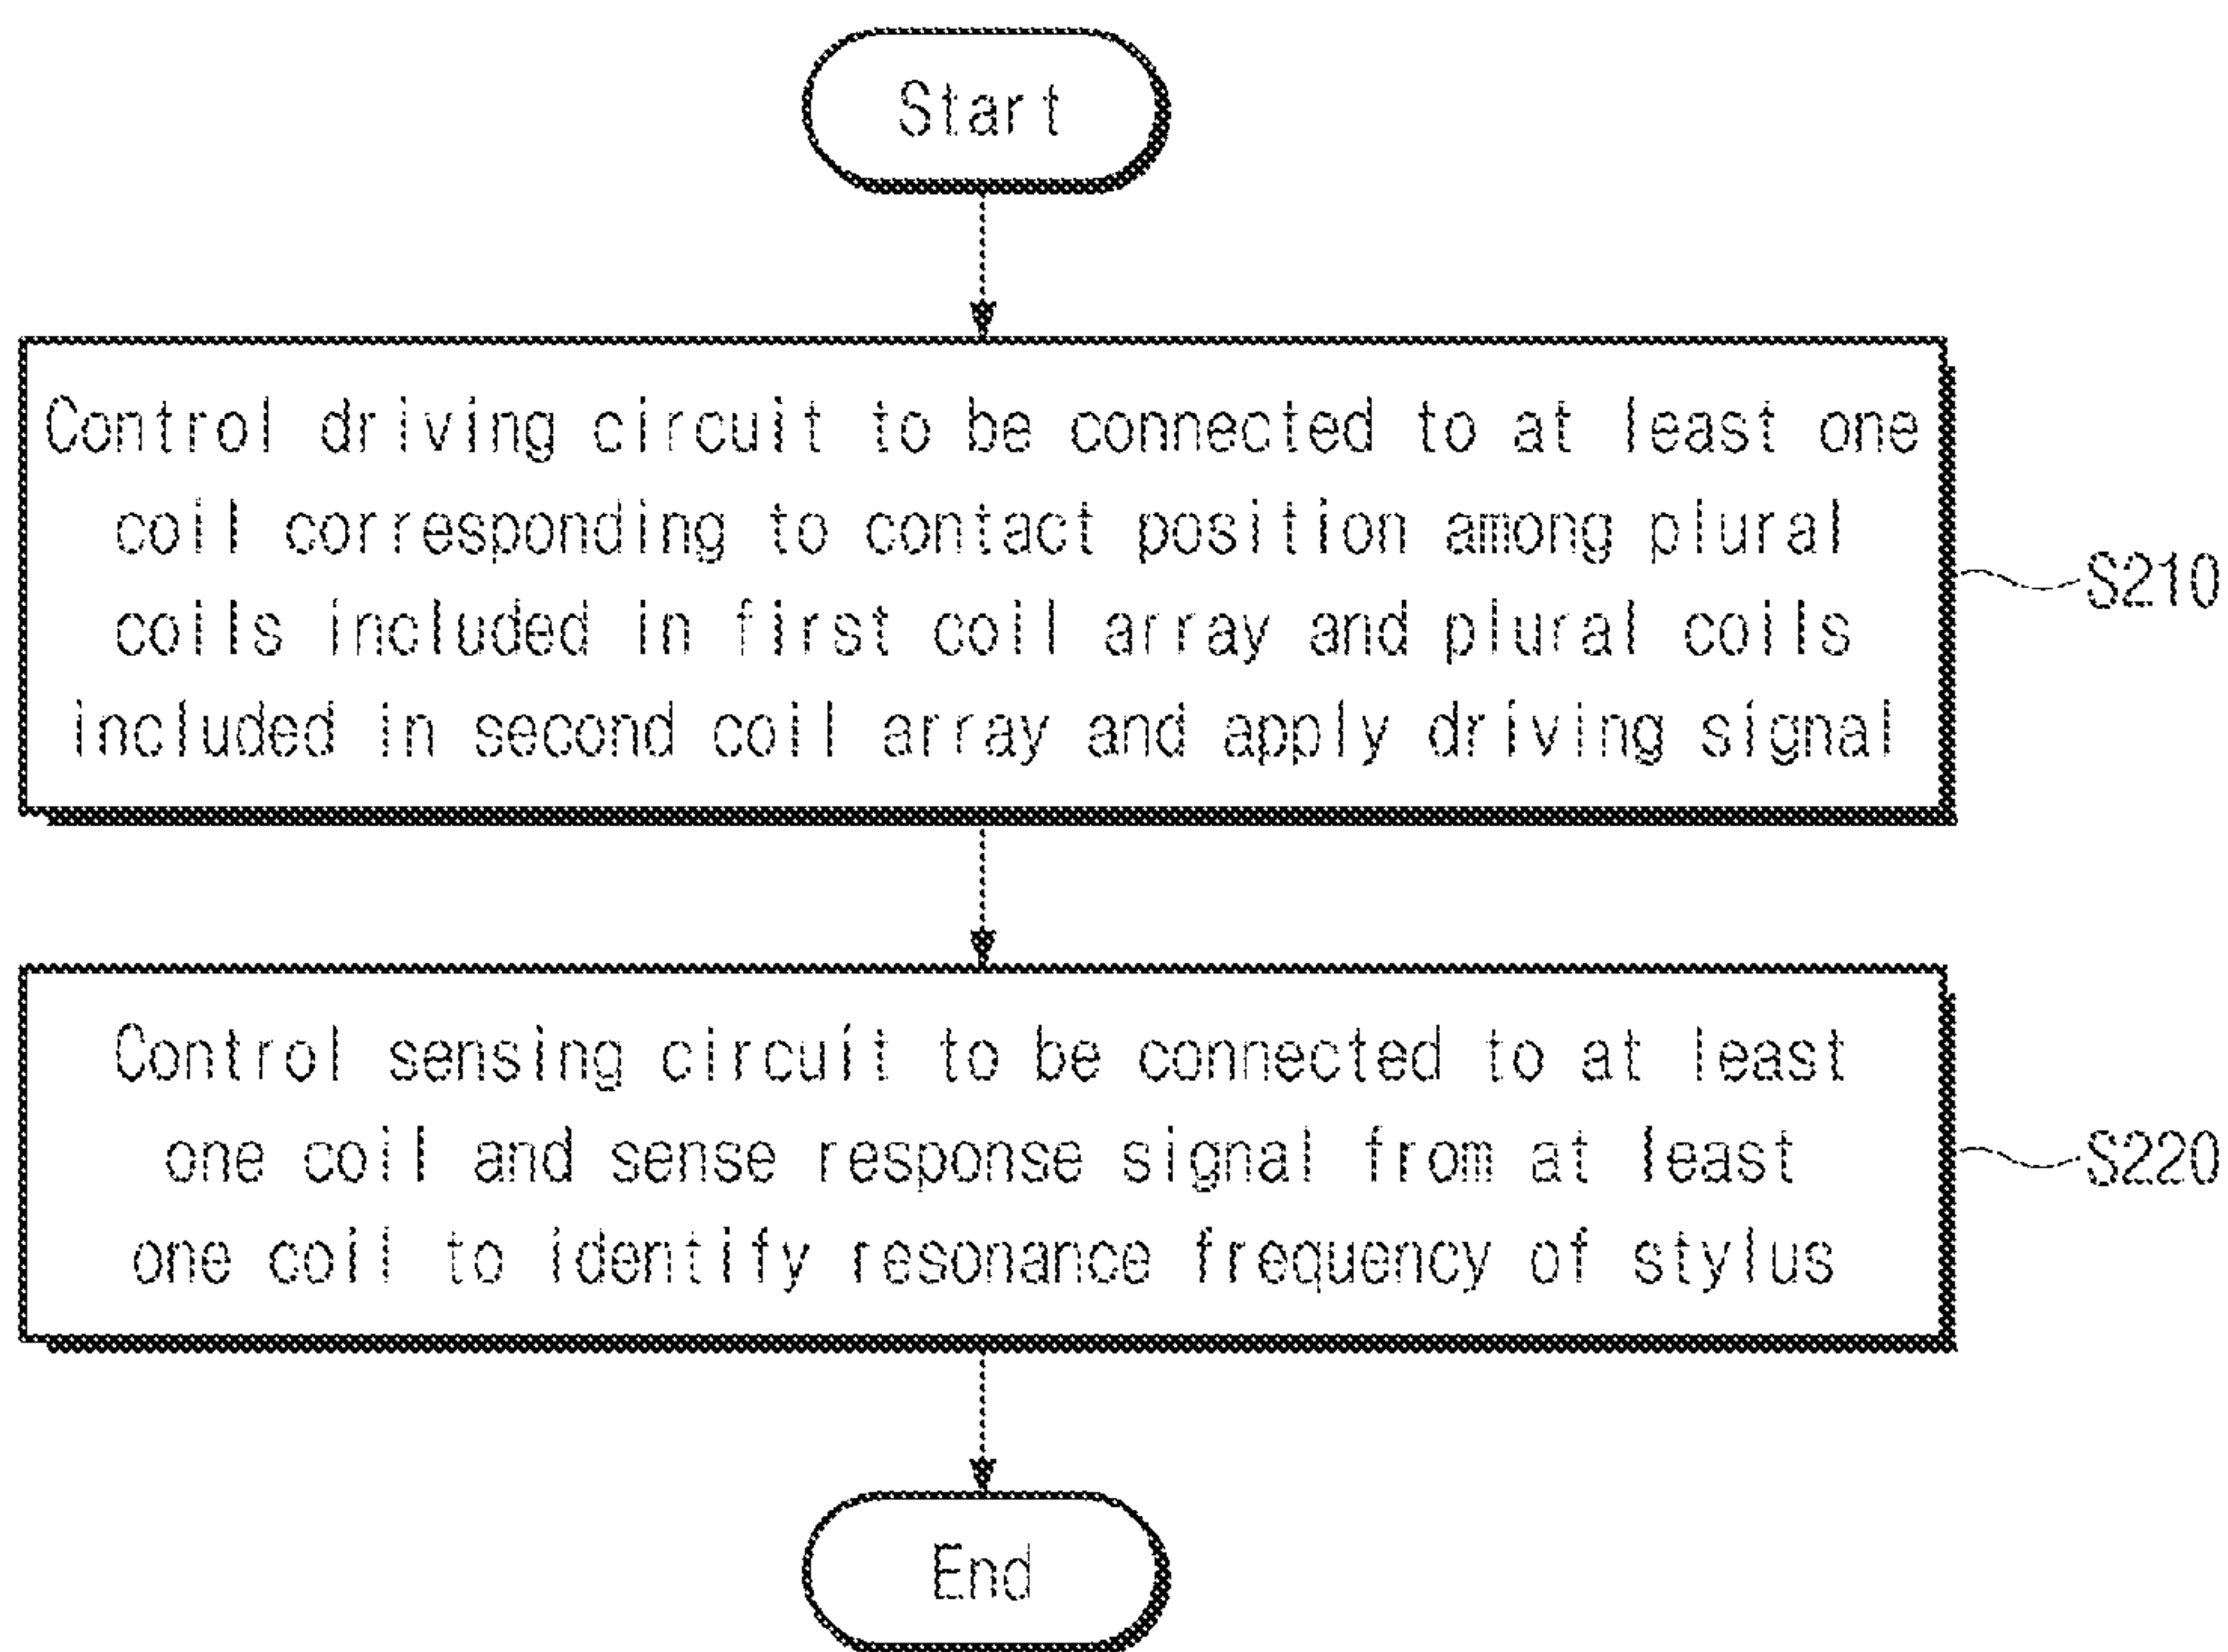 Start
Control driving circuit to be connected to at least one
coil corresponding to contact position among plural
coils included in first coil array and plural coils
included in second coil array and apply driving signal
S210
Control sensing circuit to be connected to at least
one coil and sense response signal from at least
one coil to identify resonance frequency of stylus
S220
End